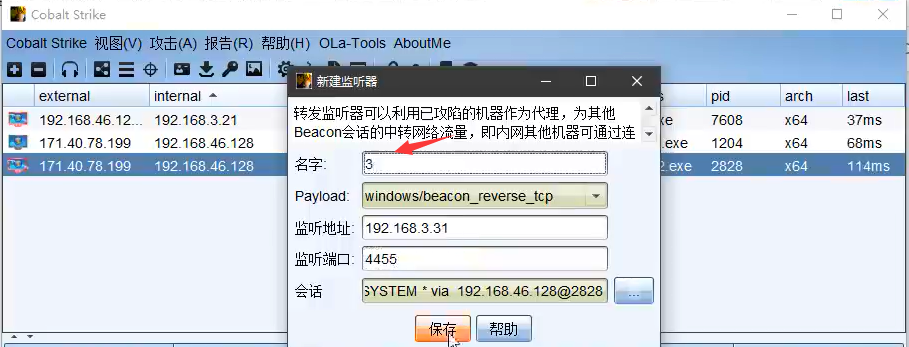 Cobalt Strike
Cobalt Strike 视图(V) 攻击(A) 报告(R) 帮助(H) OLa-Tools AboutMe
新建监听器
external internal s pid arch last
转发监听器可以利用已攻陷的机器作为代理，为其他
192.168.46.12... 192.168.3.21 7608 x64 37ms
Beacon会话的中转网络流量，即内网其他机器可通过连
171.40.78.199 192.168.46.128 .exe 1204 x64 68ms
名字: 3
171.40.78.199 192.168.46.128 2.exe 2828 x64 114ms
Payload: windows/beacon_reverse_tcp
监听地址: 192.168.3.31
监听端口: 4455
会话 SYSTEM * via 192.168.46.128@2828 ...
保存 帮助